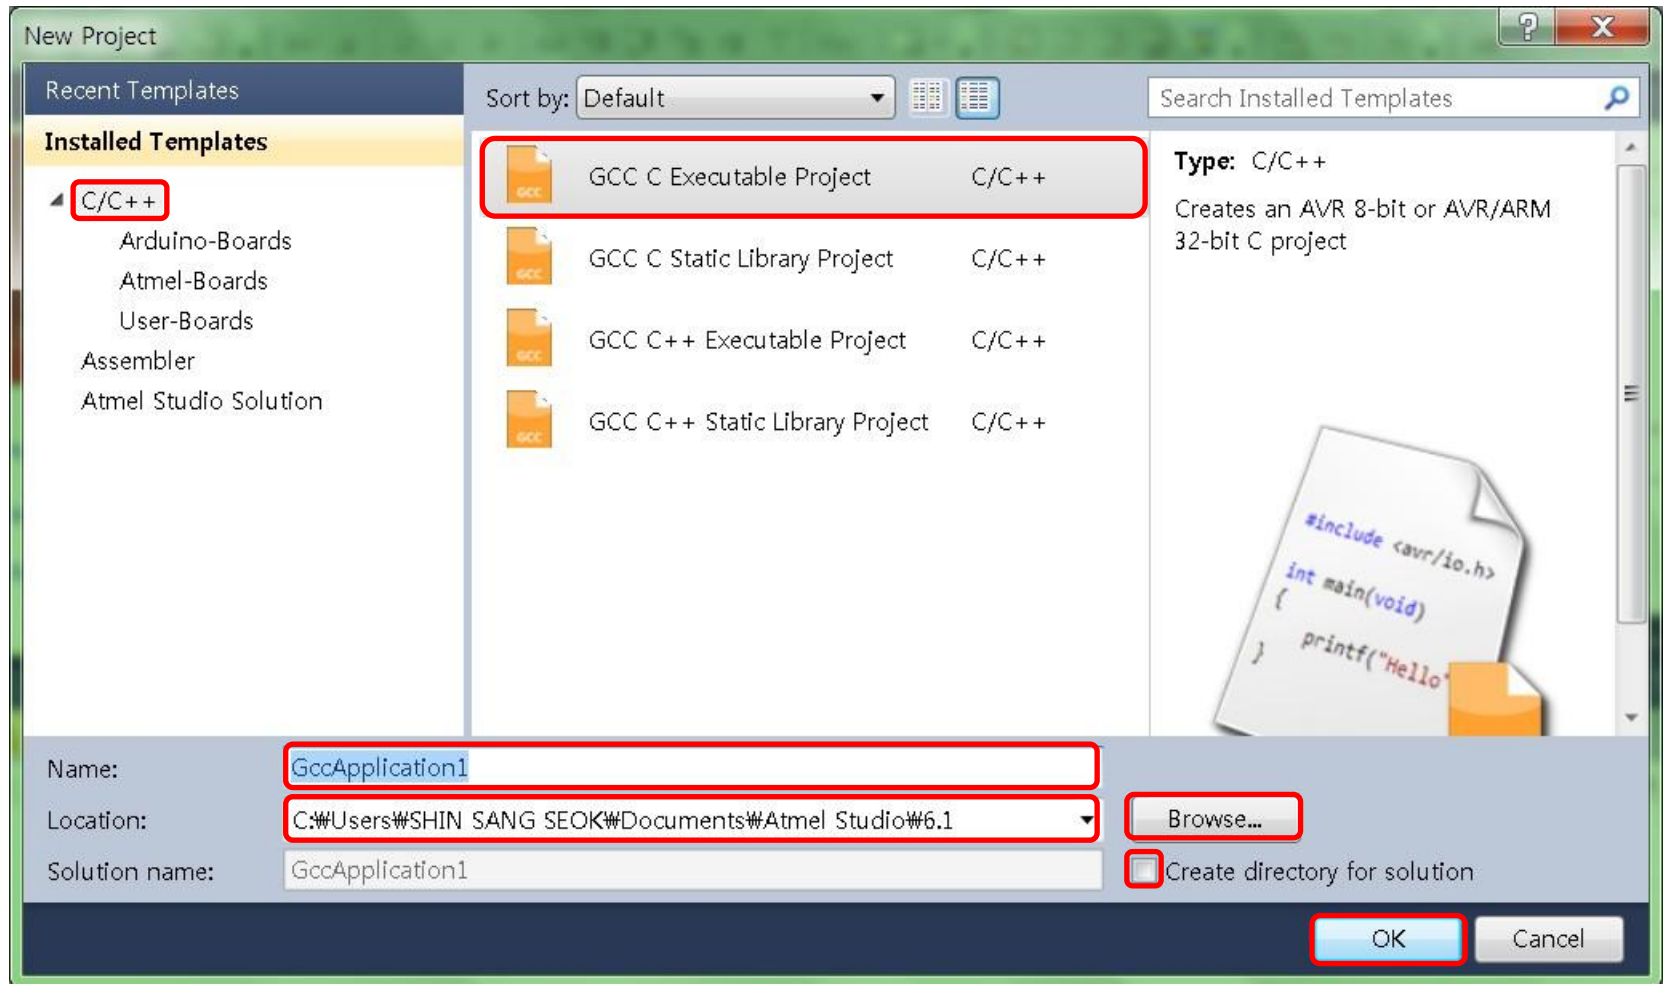 New Project
Recent Templates
Installed Templates
C/C++
Arduino-Boards
Atmel-Boards
User-Boards
Assembler
Atmel Studio Solution
Sort by: Default
Search Installed Templates
GCC GCC C Executable Project C/C++
GCC GCC C Static Library Project C/C++
GCC GCC C++ Executable Project C/C++
GCC GCC C++ Static Library Project C/C++
Type: C/C++
Creates an AVR 8-bit or AVR/ARM
32-bit C project
#include <avr/io.h>
int main(void)
{
printf("Hello"
}
Name: GccApplication1
Location: C:₩Users₩SHIN SANG SEOK₩Documents₩Atmel Studio₩6.1
Browse...
Solution name: GccApplication1
Create directory for solution
OK Cancel